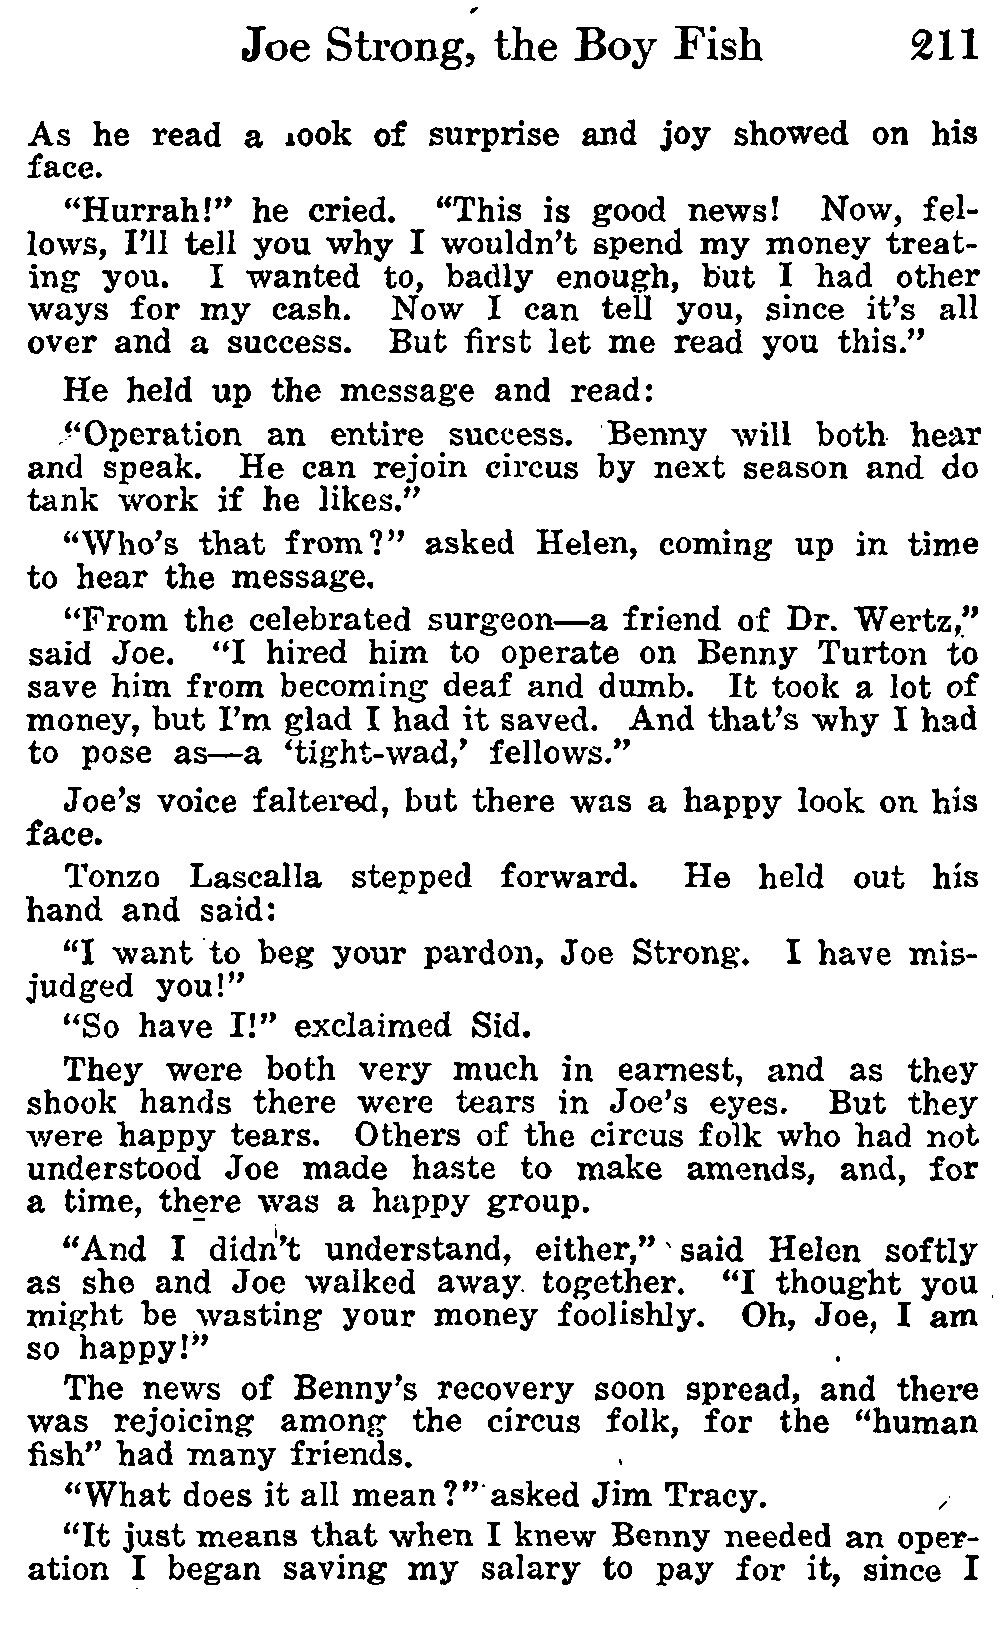 Joe Strong, the Boy Fish 211
As he read a look of surprise and joy showed on his
face.
“Hurrah!” he cried. “This is good news! Now, fel-
lows, I’ll tell you why I wouldn’t spend my money treat-
ing you. I wanted to, badly enough, but I had other
ways for my cash. Now I can tell you, since it’s all
over and a success. But first let me read you this.”
He held up the message and read:
“Operation an entire success. Benny will both hear
and speak. He can rejoin circus by next season and do
tank work if he likes.”
“Who’s that from?” asked Helen, coming up in time
to hear the message.
“From the celebrated surgeon—a friend of Dr. Wertz,”
said Joe. “I hired him to operate on Benny Turton to
save him from becoming deaf and dumb. It took a lot of
money, but I’m glad I had it saved. And that’s why I had
to pose as—a ‘tight-wad,’ fellows.”
Joe’s voice faltered, but there was a happy look on his
face.
Tonzo Lascalla stepped forward. He held out his
hand and said:
“I want to beg your pardon, Joe Strong. I have mis-
judged you!”
“So have I!” exclaimed Sid.
They were both very much in earnest, and as they
shook hands there were tears in Joe’s eyes. But they
were happy tears. Others of the circus folk who had not
understood Joe made haste to make amends, and, for
a time, there was a happy group.
“And I didn’t understand, either,” said Helen softly
as she and Joe walked away together. “I thought you
might be wasting your money foolishly. Oh, Joe, I am
so happy!”
The news of Benny’s recovery soon spread, and there
was rejoicing among the circus folk, for the “human
fish” had many friends.
“What does it all mean?” asked Jim Tracy.
“It just means that when I knew Benny needed an oper-
ation I began saving my salary to pay for it, since I